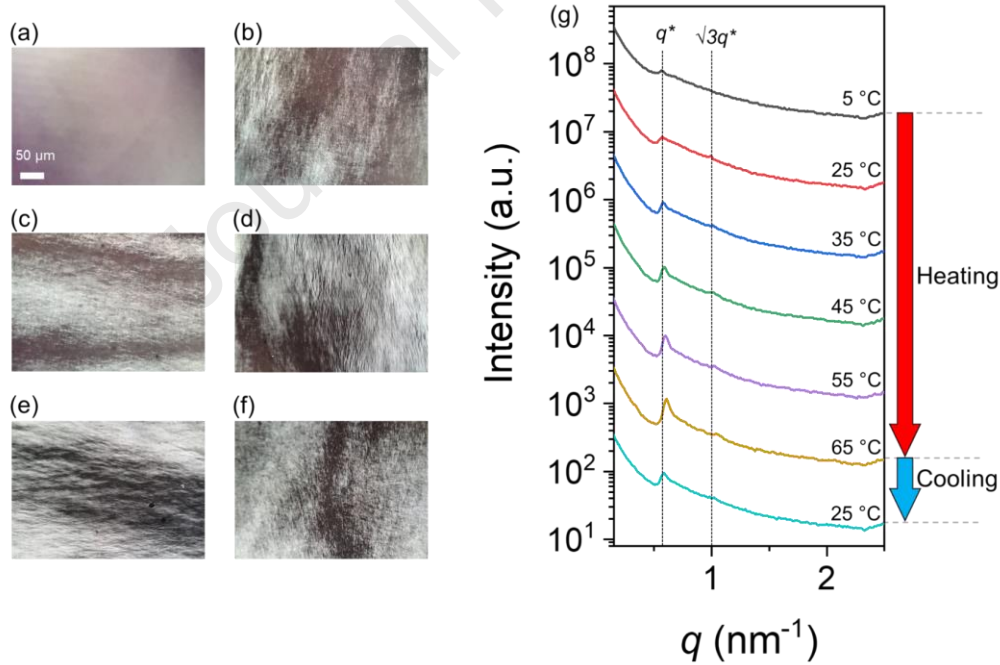 (a)
(b)
50 µm
(c)
(d)
(e)
(f)
(g)
q*
√3q*
10⁸
10⁷
10⁶
10⁵
10⁴
10³
10²
10¹
Intensity (a.u.)
5 °C
25 °C
35 °C
45 °C
55 °C
65 °C
25 °C
Heating
Cooling
1
2
q (nm⁻¹)
Journal